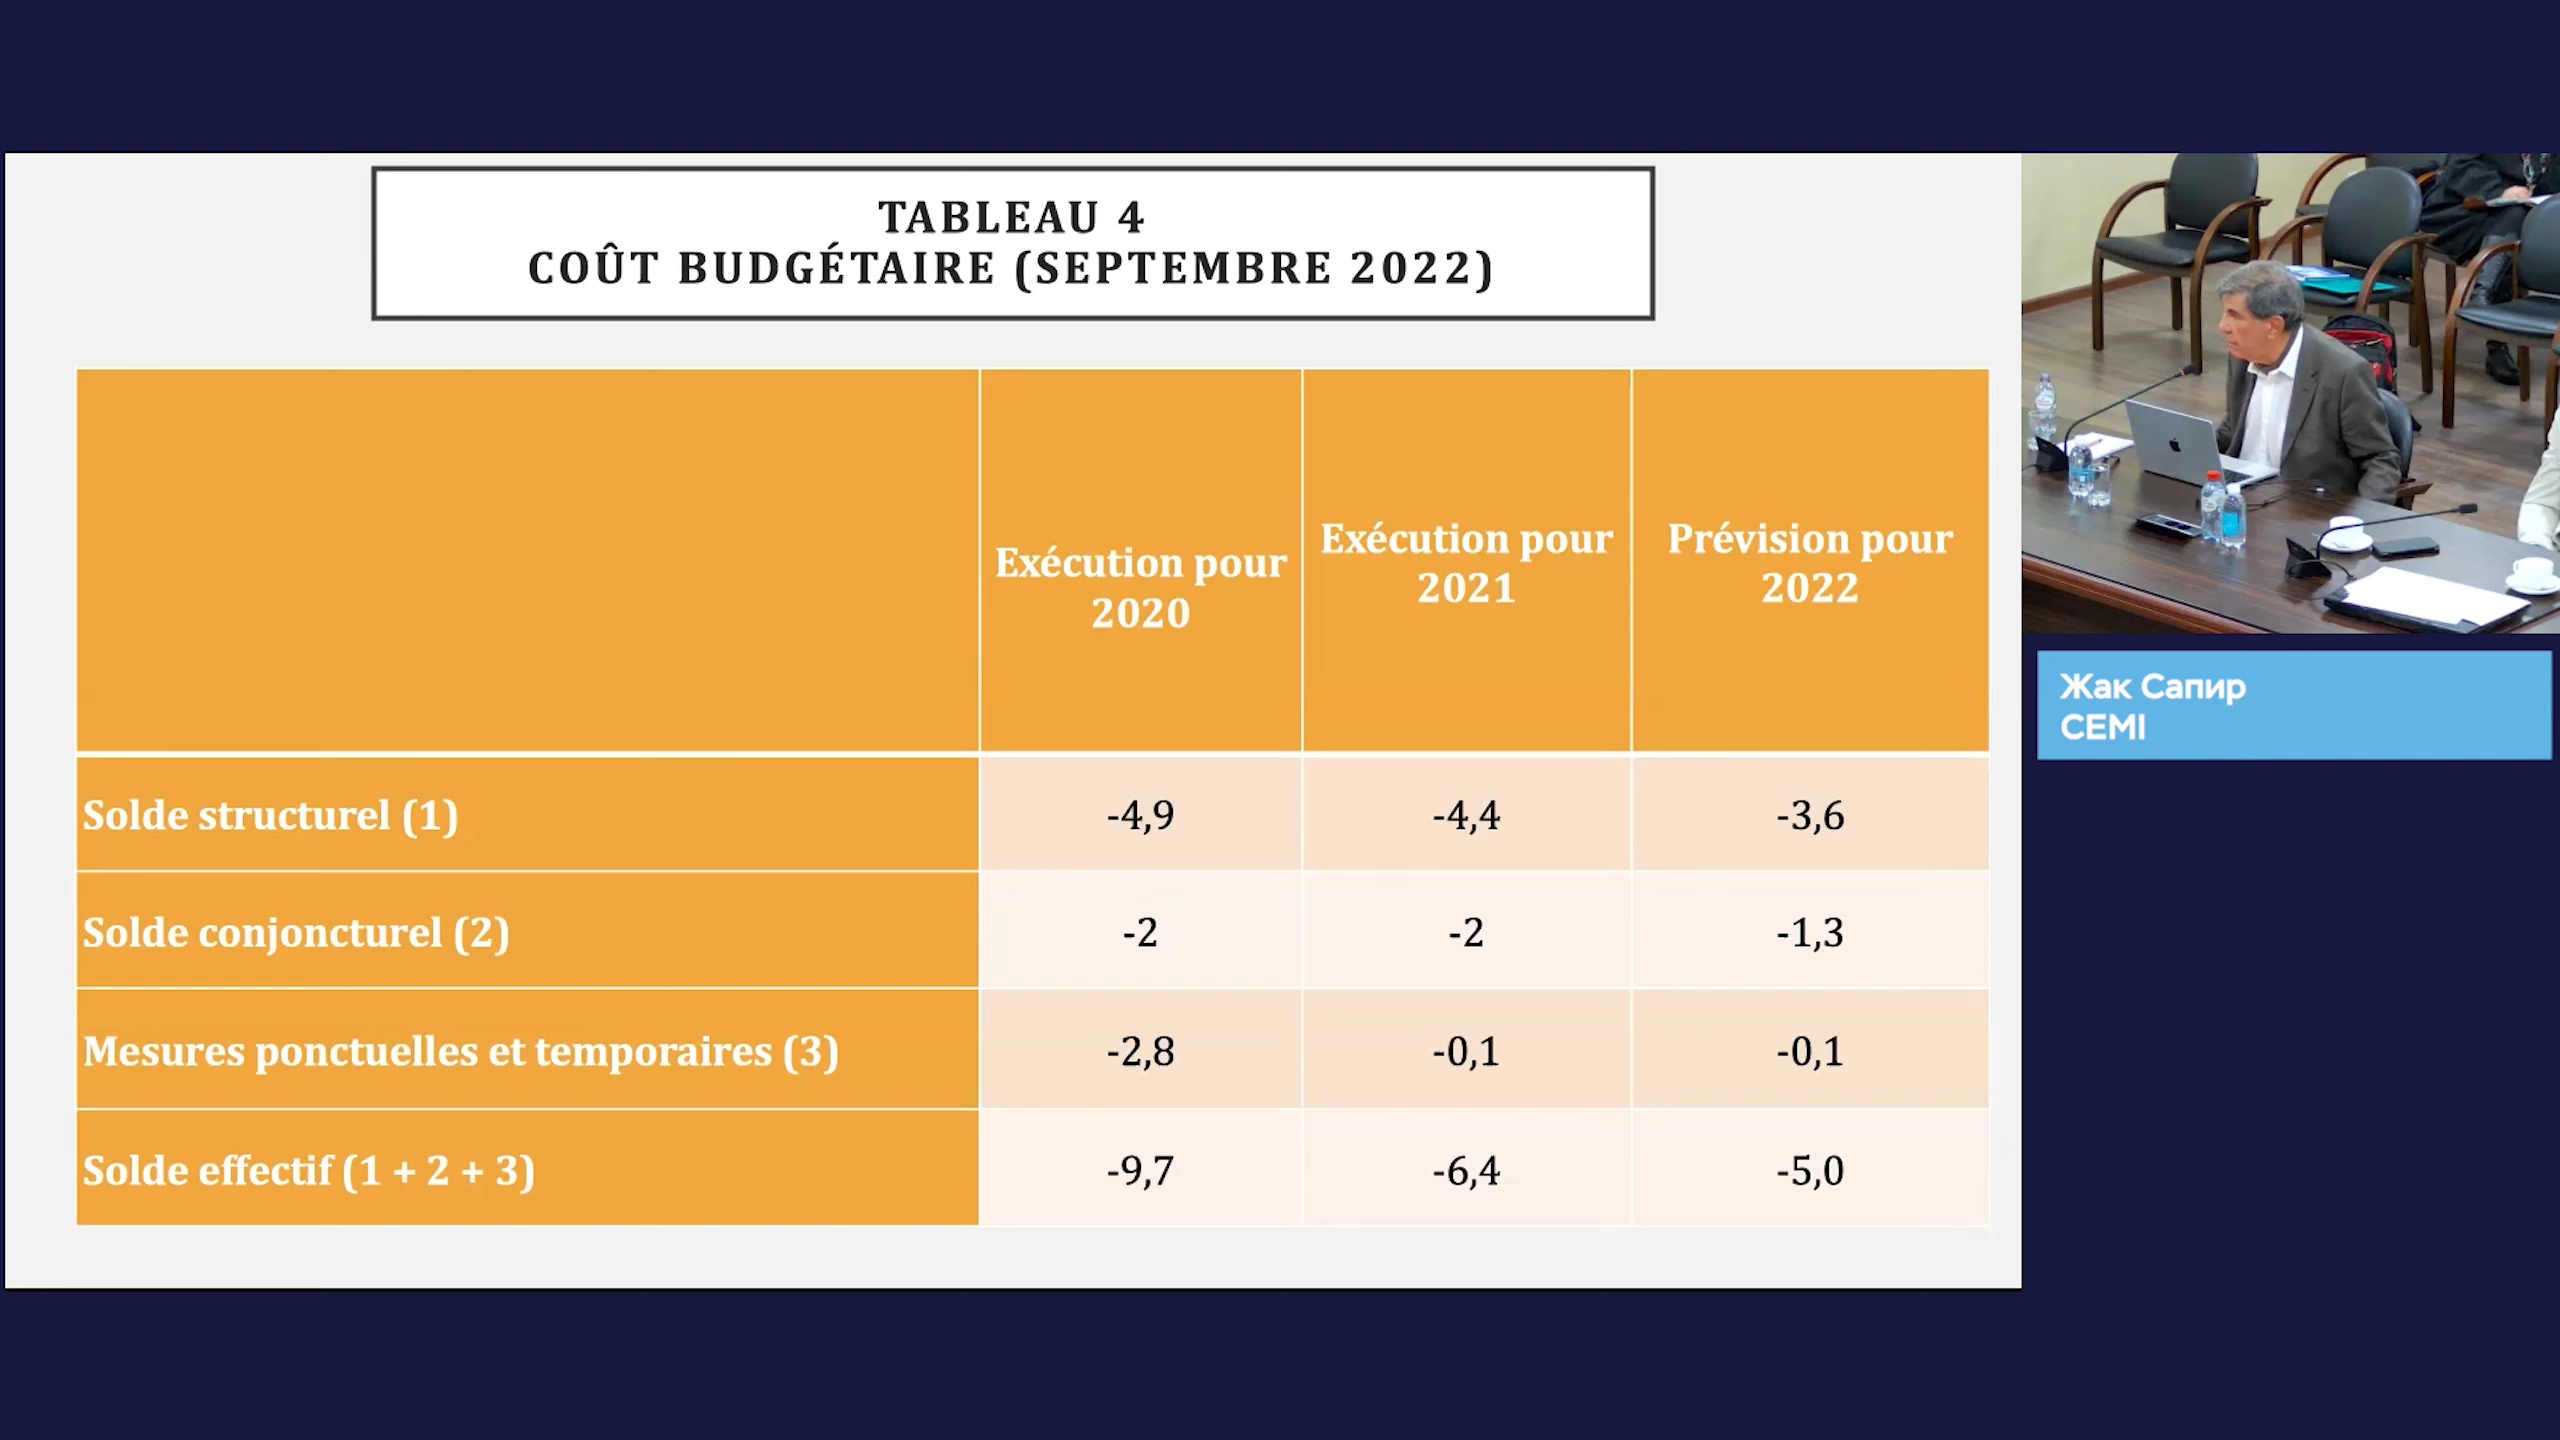 TABLEAU 4
COÛT BUDGÉTAIRE (SEPTEMBRE 2022)
Exécution pour 2020
Exécution pour 2021
Prévision pour 2022
Solde structurel (1) -4,9 -4,4 -3,6
Solde conjoncturel (2) -2 -2 -1,3
Mesures ponctuelles et temporaires (3) -2,8 -0,1 -0,1
Solde effectif (1 + 2 + 3) -9,7 -6,4 -5,0
Жак Сапир
CEMI